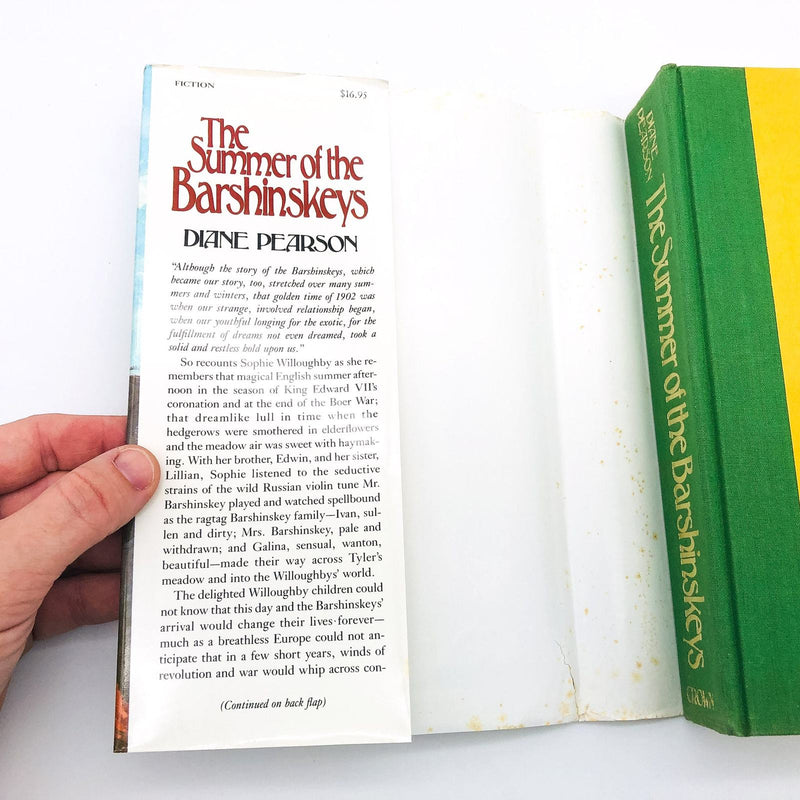 FICTION
$16.95
The
Summer of the
Barshinskeys
DIANE PEARSON
"Although the story of the Barshinskeys, which
became our story, too, stretched over many sum-
mers and winters, that golden time of 1902 was
when our strange, involved relationship began,
when our youthful longing for the exotic, for the
fulfillment of dreams not even dreamed, took a
solid and restless hold upon us."
So recounts Sophie Willoughby as she re-
members that magical English summer after-
noon in the season of King Edward VII's
coronation and at the end of the Boer War;
that dreamlike lull in time when the
hedgerows were smothered in elderflowers
and the meadow air was sweet with haymak-
ing. With her brother, Edwin, and her sister,
Lillian, Sophie listened to the seductive
strains of the wild Russian violin tune Mr.
Barshinskey played and watched spellbound
as the ragtag Barshinskey family—Ivan, sul-
len and dirty; Mrs. Barshinskey, pale and
withdrawn; and Galina, sensual, wanton,
beautiful—made their way across Tyler's
meadow and into the Willoughbys' world.
The delighted Willoughby children could
not know that this day and the Barshinskeys'
arrival would change their lives forever—
much as a breathless Europe could not an-
ticipate that in a few short years, winds of
revolution and war would whip across con-
(Continued on back flap)
DIANE
PEARSON
The Summer of the Barshinskeys
CROWN